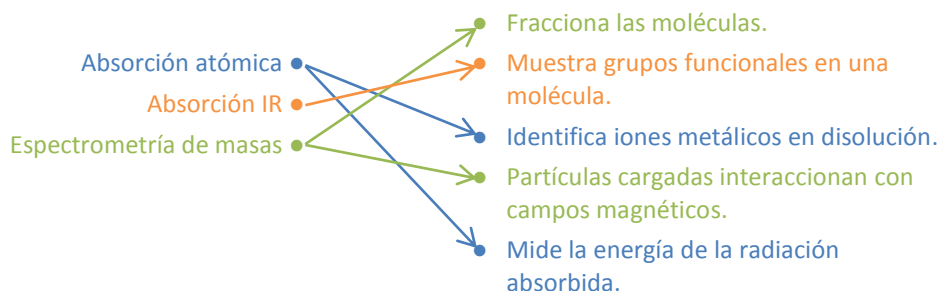 Absorción atómica
Absorción IR
Espectrometría de masas
Fracciona las moléculas.
Muestra grupos funcionales en una
molécula.
Identifica iones metálicos en disolución.
Partículas cargadas interaccionan con
campos magnéticos.
Mide la energía de la radiación
absorbida.